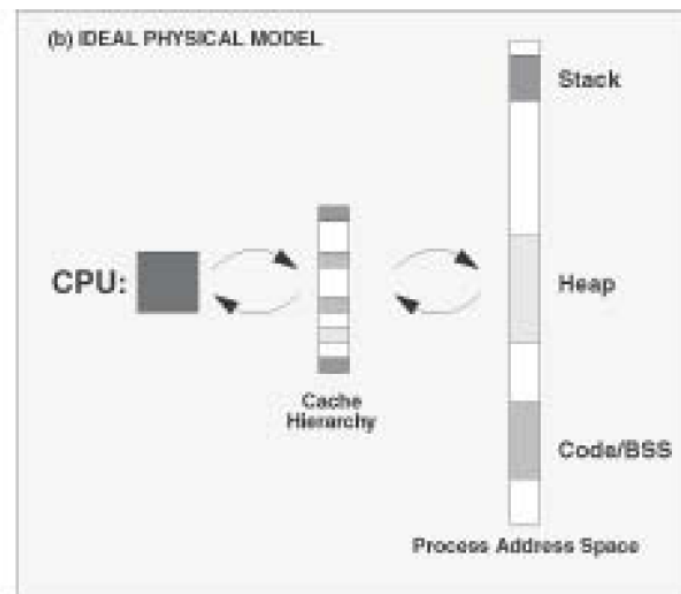 (b) IDEAL PHYSICAL MODEL
Stack
CPU:
Heap
Cache
Hierarchy
Code/BSS
Process Address Space